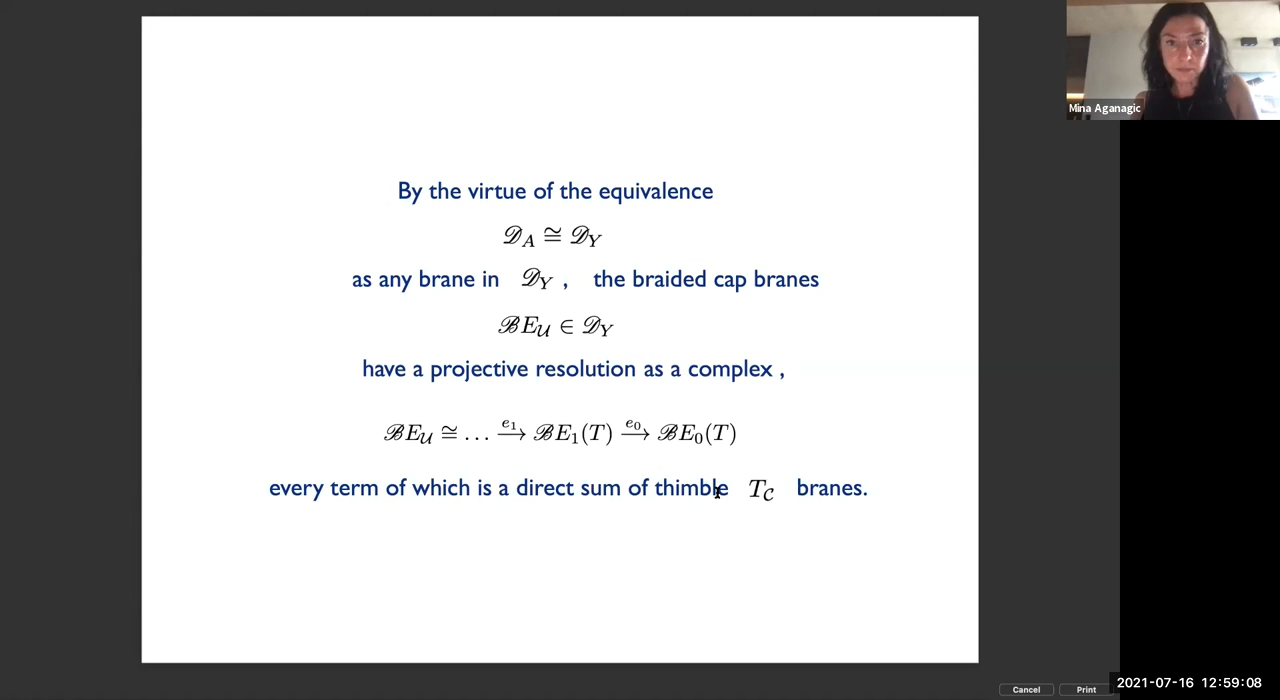 By the virtue of the equivalence
𝒟_A ≅ 𝒟_Y
as any brane in 𝒟_Y , the braided cap branes
ℬE_𝒰 ∈ 𝒟_Y
have a projective resolution as a complex ,
ℬE_𝒰 ≅ … —e_1→ ℬE_1(T) —e_0→ ℬE_0(T)
every term of which is a direct sum of thimble T_𝒞 branes.
Mina Aganagic
Cancel
Print
2021-07-16 12:59:08